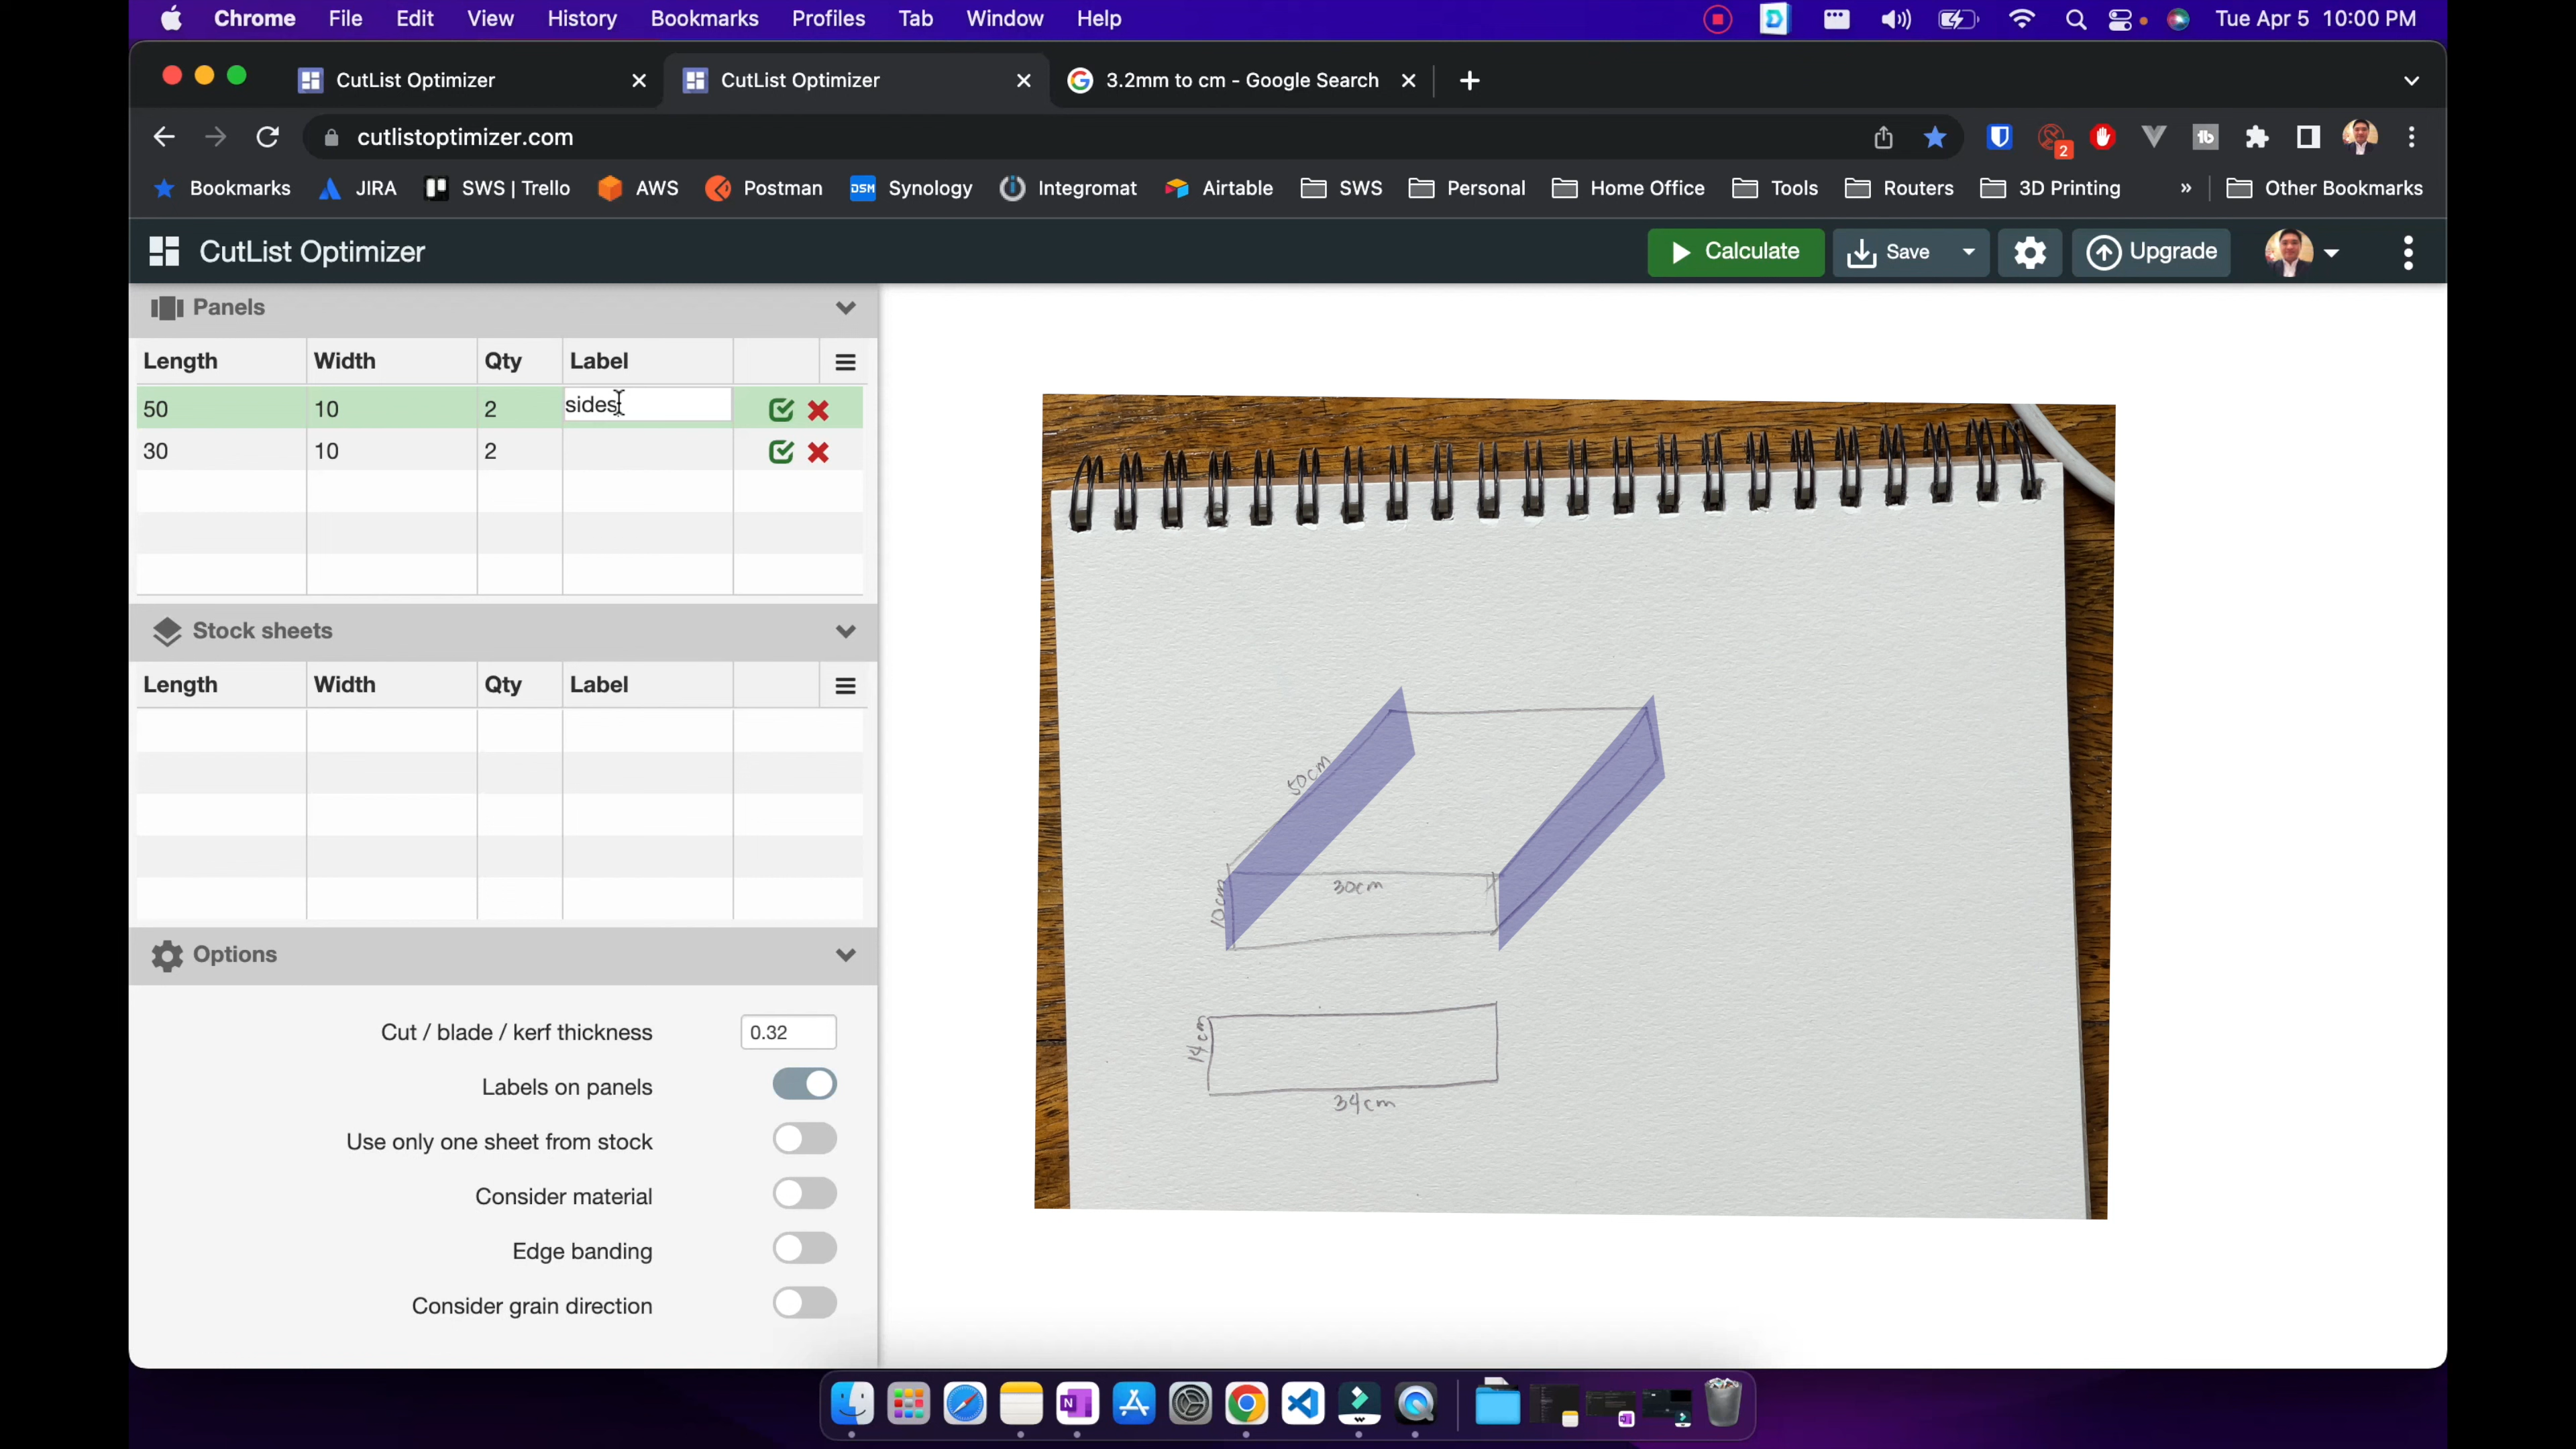 Chrome File Edit View History Bookmarks Profiles Tab Window Help Tue Apr 5 10:00 PM
CutList Optimizer CutList Optimizer 3.2mm to cm - Google Search
cutlistoptimizer.com 2
Bookmarks JIRA SWS | Trello AWS Postman DSM Synology Integromat Airtable SWS Personal Home Office Tools Routers 3D Printing » Other Bookmarks
CutList Optimizer Calculate Save Upgrade
Panels
Length Width Qty Label
50 10 2 sides
30 10 2
Stock sheets
Length Width Qty Label
Options
Cut / blade / kerf thickness 0.32
Labels on panels
Use only one sheet from stock
Consider material
Edge banding
Consider grain direction
50cm
10cm
30cm
14cm
34cm